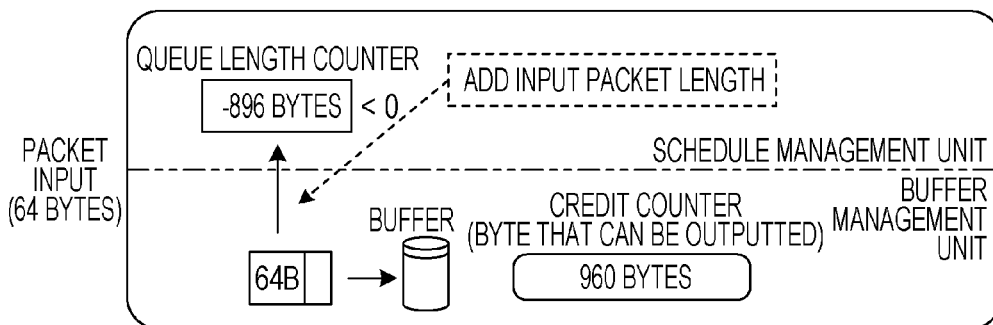 QUEUE LENGTH COUNTER
-896 BYTES < 0
ADD INPUT PACKET LENGTH
PACKET
INPUT
(64 BYTES)
SCHEDULE MANAGEMENT UNIT
BUFFER
MANAGEMENT
UNIT
BUFFER
CREDIT COUNTER
(BYTE THAT CAN BE OUTPUTTED)
64B
960 BYTES